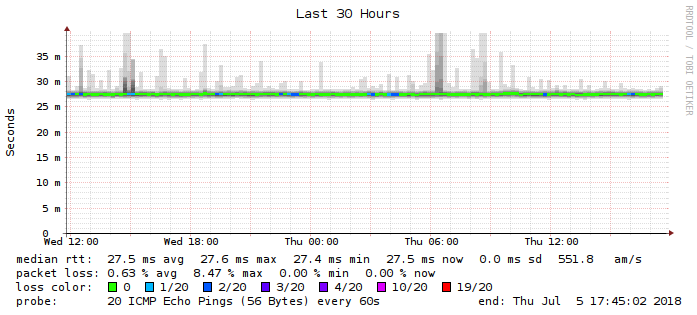 Last 30 Hours
RRDTOOL / TOBI OETIKER
Seconds
35 m
30 m
25 m
20 m
15 m
10 m
5 m
0
Wed 12:00 Wed 18:00 Thu 00:00 Thu 06:00 Thu 12:00
median rtt: 27.5 ms avg 27.6 ms max 27.4 ms min 27.5 ms now 0.0 ms sd 551.8 am/s
packet loss: 0.63 % avg 8.47 % max 0.00 % min 0.00 % now
loss color: 0 1/20 2/20 3/20 4/20 10/20 19/20
probe: 20 ICMP Echo Pings (56 Bytes) every 60s end: Thu Jul 5 17:45:02 2018